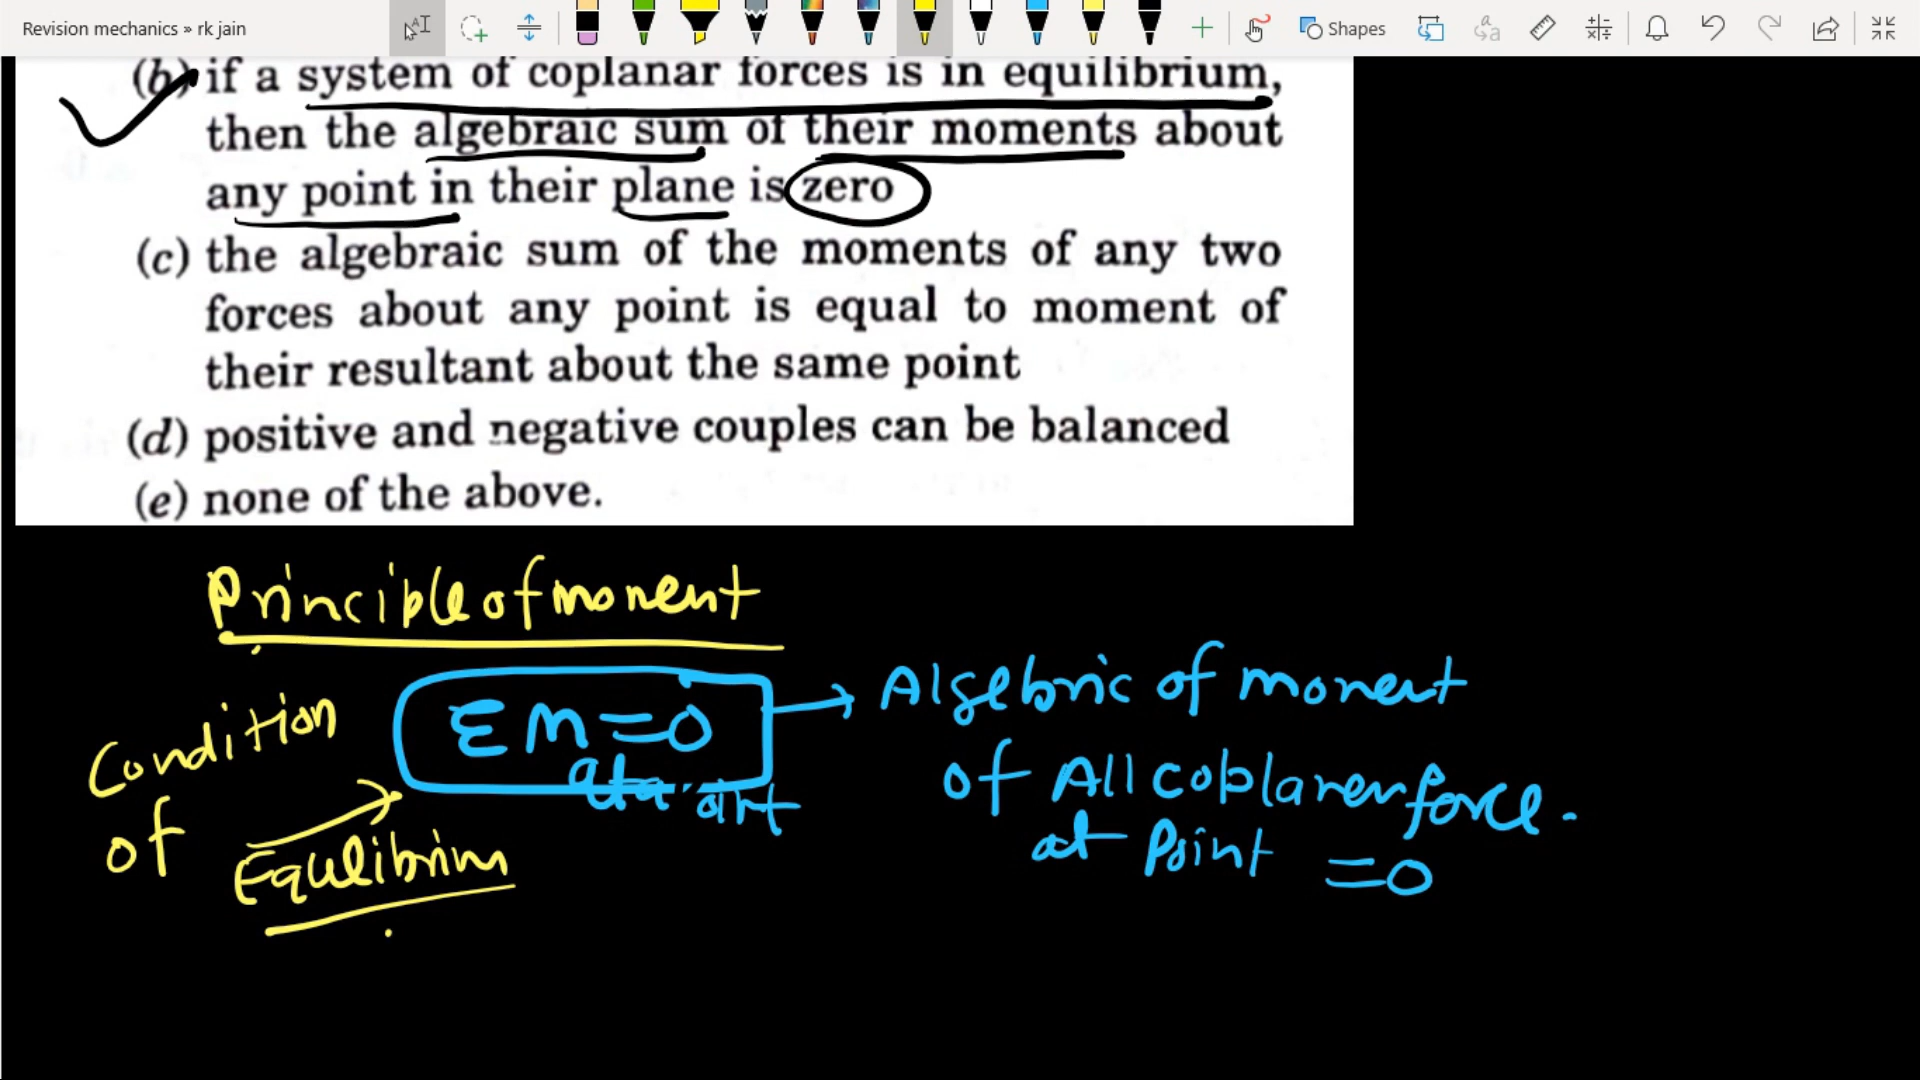 Revision mechanics » rk jain
Shapes
(b) if a system of coplanar forces is in equilibrium,
then the algebraic sum of their moments about
any point in their plane is zero
(c) the algebraic sum of the moments of any two
forces about any point is equal to moment of
their resultant about the same point
(d) positive and negative couples can be balanced
(e) none of the above.
Principle of moment
Condition
of
Equlibrim
ΣM=0
Algebric of moment
of All coplaner force.
at Point =0